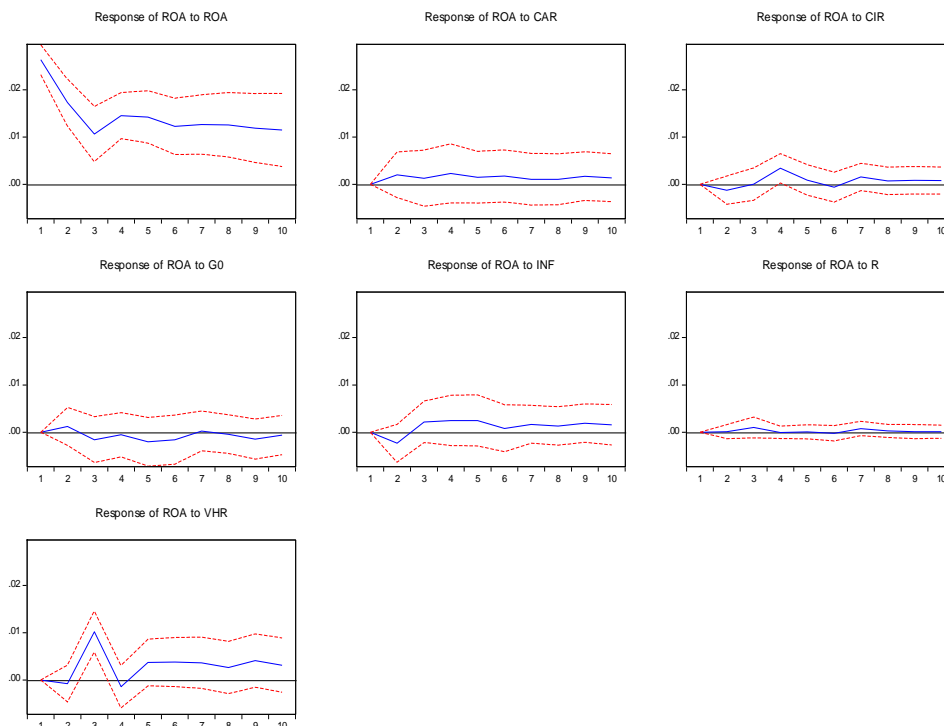 Response of ROA to ROA
.02
.01
.00
1 2 3 4 5 6 7 8 9 10
Response of ROA to CAR
.02
.01
.00
1 2 3 4 5 6 7 8 9 10
Response of ROA to CIR
.02
.01
.00
1 2 3 4 5 6 7 8 9 10
Response of ROA to G0
.02
.01
.00
1 2 3 4 5 6 7 8 9 10
Response of ROA to INF
.02
.01
.00
1 2 3 4 5 6 7 8 9 10
Response of ROA to R
.02
.01
.00
1 2 3 4 5 6 7 8 9 10
Response of ROA to VHR
.02
.01
.00
1 2 3 4 5 6 7 8 9 10